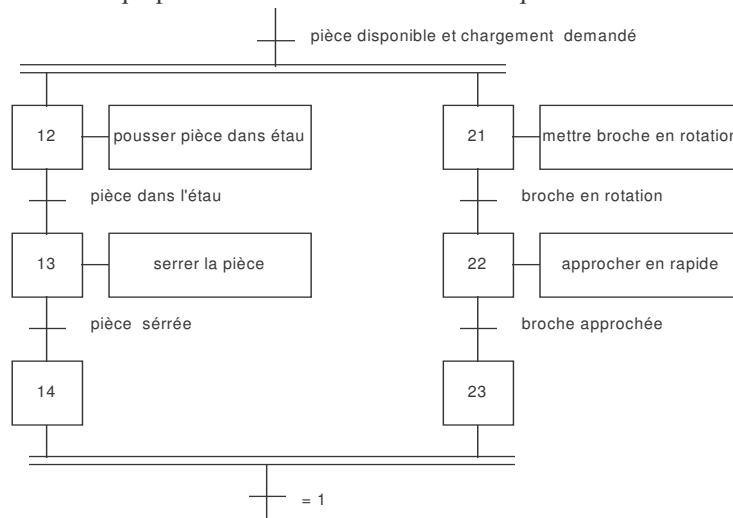 pièce disponible et chargement demandé
12
pousser pièce dans étau
21
mettre broche en rotation
pièce dans l'étau
broche en rotation
13
serrer la pièce
22
approcher en rapide
pièce sérrée
broche approchée
14
23
= 1